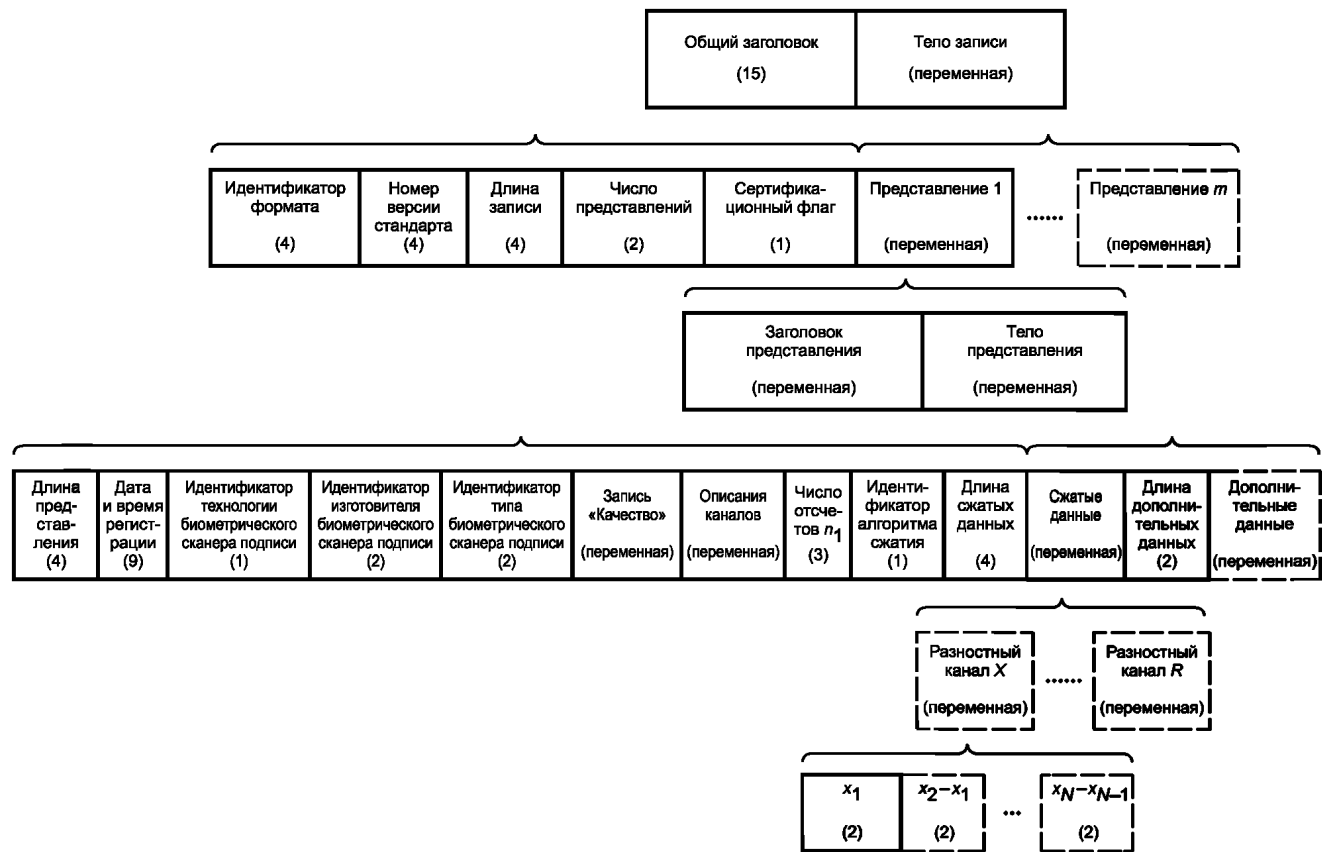 Общий заголовок
(15)
Тело записи
(переменная)
Идентификатор
формата
(4)
Номер
версии
стандарта
(4)
Длина
записи
(4)
Число
представлений
(2)
Сертифика-
ционный флаг
(1)
Представление 1
(переменная)
......
Представление m
(переменная)
Заголовок
представления
(переменная)
Тело
представления
(переменная)
Длина
пред-
став-
ления
(4)
Дата
и время
регист-
рации
(9)
Идентификатор
технологии
биометрического
сканера подписи
(1)
Идентификатор
изготовителя
биометрического
сканера подписи
(2)
Идентификатор
типа
биометрического
сканера подписи
(2)
Запись
«Качество»
(переменная)
Описания
каналов
(переменная)
Число
отсче-
тов n1
(3)
Иденти-
фикатор
алгоритма
сжатия
(1)
Длина
сжатых
данных
(4)
Сжатые
данные
(переменная)
Длина
дополни-
тельных
данных
(2)
Дополни-
тельные
данные
(переменная)
Разностный
канал X
(переменная)
......
Разностный
канал R
(переменная)
x1
(2)
x2–x1
(2)
...
xN–xN–1
(2)